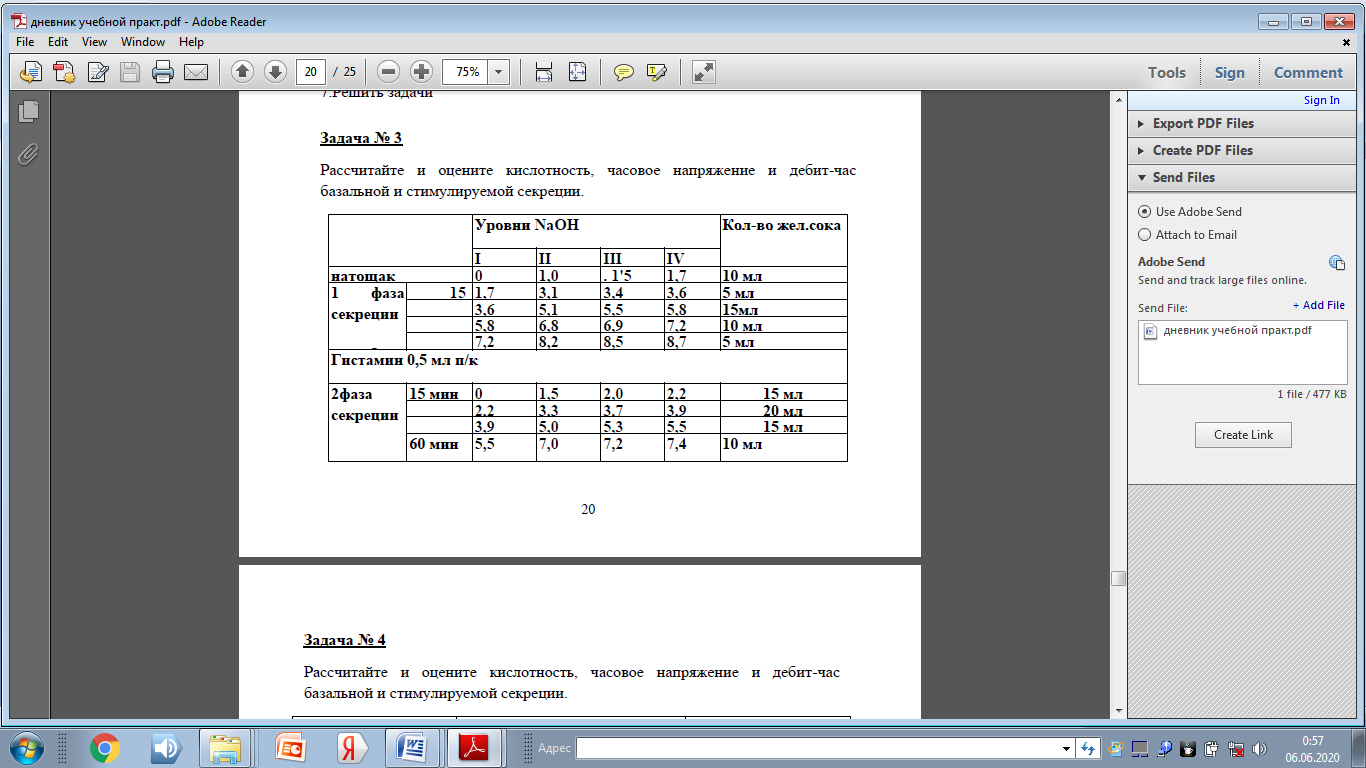 дневник учебной практ.pdf - Adobe Reader
File Edit View Window Help
20 / 25 75% Tools Sign Comment
7.Решить задачи
Задача № 3
Рассчитайте и оцените кислотность, часовое напряжение и дебит-час
базальной и стимулируемой секреции.
Уровни NaOH Кол-во жел.сока
I II III IV
натощак 0 1,0 . 1'5 1,7 10 мл
1 фаза 15 1,7 3,1 3,4 3,6 5 мл
секреции 3,6 5,1 5,5 5,8 15мл
5,8 6,8 6,9 7,2 10 мл
7,2 8,2 8,5 8,7 5 мл
Гистамин 0,5 мл п/к
2фаза 15 мин 0 1,5 2,0 2,2 15 мл
секреции 2,2 3,3 3,7 3,9 20 мл
3,9 5,0 5,3 5,5 15 мл
60 мин 5,5 7,0 7,2 7,4 10 мл
20
Задача № 4
Рассчитайте и оцените кислотность, часовое напряжение и дебит-час
базальной и стимулируемой секреции.
Sign In
Export PDF Files
Create PDF Files
Send Files
Use Adobe Send
Attach to Email
Adobe Send
Send and track large files online.
Send File: + Add File
дневник учебной практ.pdf
1 file / 477 KB
Create Link
Адрес
0:57
06.06.2020